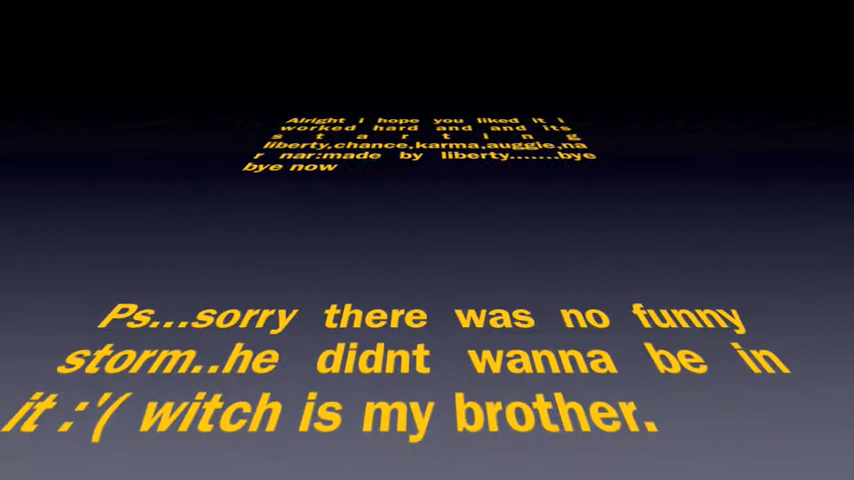 Alright i hope you liked it i
worked hard and and its
s t a r t i n g
liberty,chance,karma,auggie,na
r nar:made by liberty.......bye
bye now
Ps...sorry there was no funny
storm..he didnt wanna be in
it :'( witch is my brother.